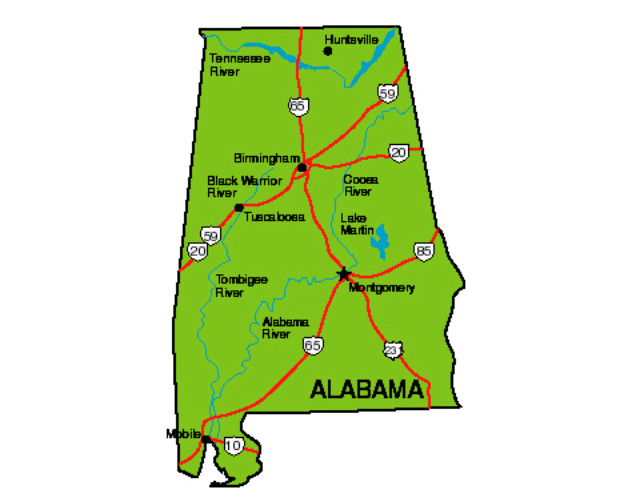 Huntsville
Tennessee
River
65
59
20
Birmingham
Black Warrior
River
Coosa
River
Tuscaloosa
Lake
Martin
59
20
85
Tombigee
River
Montgomery
Alabama
River
65
231
ALABAMA
Mobile
10